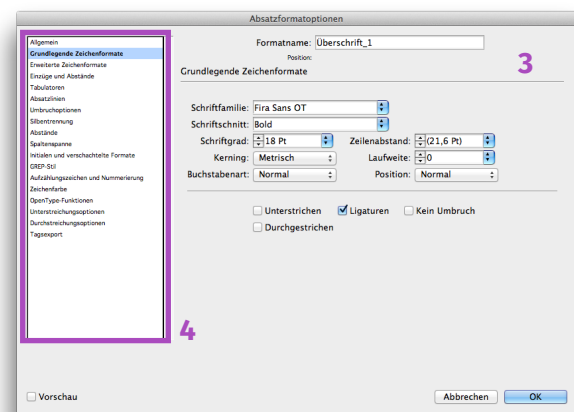 Absatzformatoptionen
Allgemein
Grundlegende Zeichenformate
Erweiterte Zeichenformate
Einzüge und Abstände
Tabulatoren
Absatzlinien
Umbruchoptionen
Silbentrennung
Abstände
Spaltenspanne
Initialen und verschachtelte Formate
GREP-Stil
Aufzählungszeichen und Nummerierung
Zeichenfarbe
OpenType-Funktionen
Unterstreichungsoptionen
Durchstreichungsoptionen
Tagsexport
4
Formatname: Überschrift_1
Position:
3
Grundlegende Zeichenformate
Schriftfamilie: Fira Sans OT
Schriftschnitt: Bold
Schriftgrad: 18 Pt Zeilenabstand: (21,6 Pt)
Kerning: Metrisch Laufweite: 0
Buchstabenart: Normal Position: Normal
Unterstrichen Ligaturen Kein Umbruch
Durchgestrichen
Vorschau Abbrechen OK